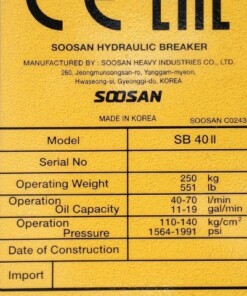 CE EAC
SOOSAN HYDRAULIC BREAKER
MANUFACTURED BY : SOOSAN HEAVY INDUSTRIES CO., LTD.
260, Jeongmunsongsan-ro, Yanggam-myeon,
Hwaseong-si, Gyeonggi-do, KOREA
SOOSAN
MADE IN KOREA
SOOSAN C0243
Model SB 40 II
Serial No
Operating Weight 250 kg
551 lb
Operation Oil Capacity 40-70 l/min
11-19 gal/min
Operation Pressure 110-140 kg/cm²
1564-1991 psi
Date of Construction
Import